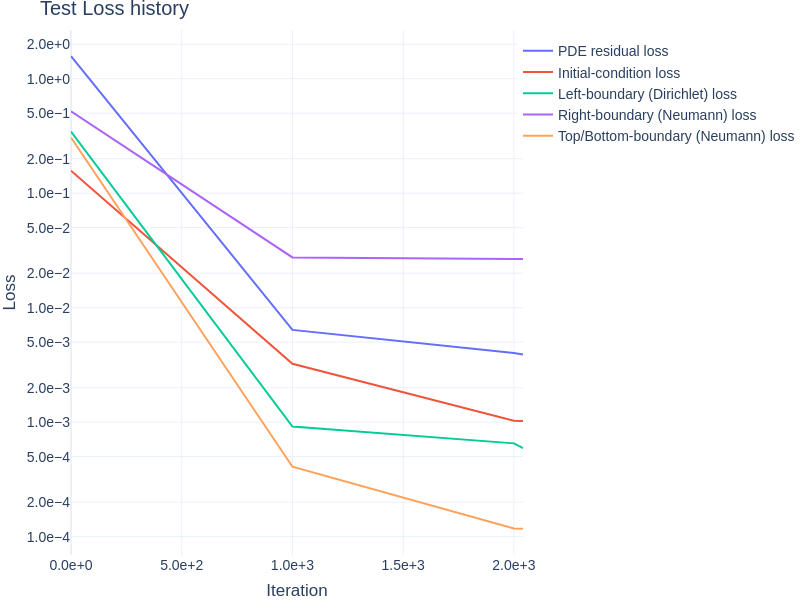 Test Loss history
2.0e+0
1.0e+0
5.0e−1
2.0e−1
1.0e−1
5.0e−2
2.0e−2
1.0e−2
5.0e−3
2.0e−3
1.0e−3
5.0e−4
2.0e−4
1.0e−4
Loss
0.0e+0 5.0e+2 1.0e+3 1.5e+3 2.0e+3
Iteration
PDE residual loss
Initial-condition loss
Left-boundary (Dirichlet) loss
Right-boundary (Neumann) loss
Top/Bottom-boundary (Neumann) loss